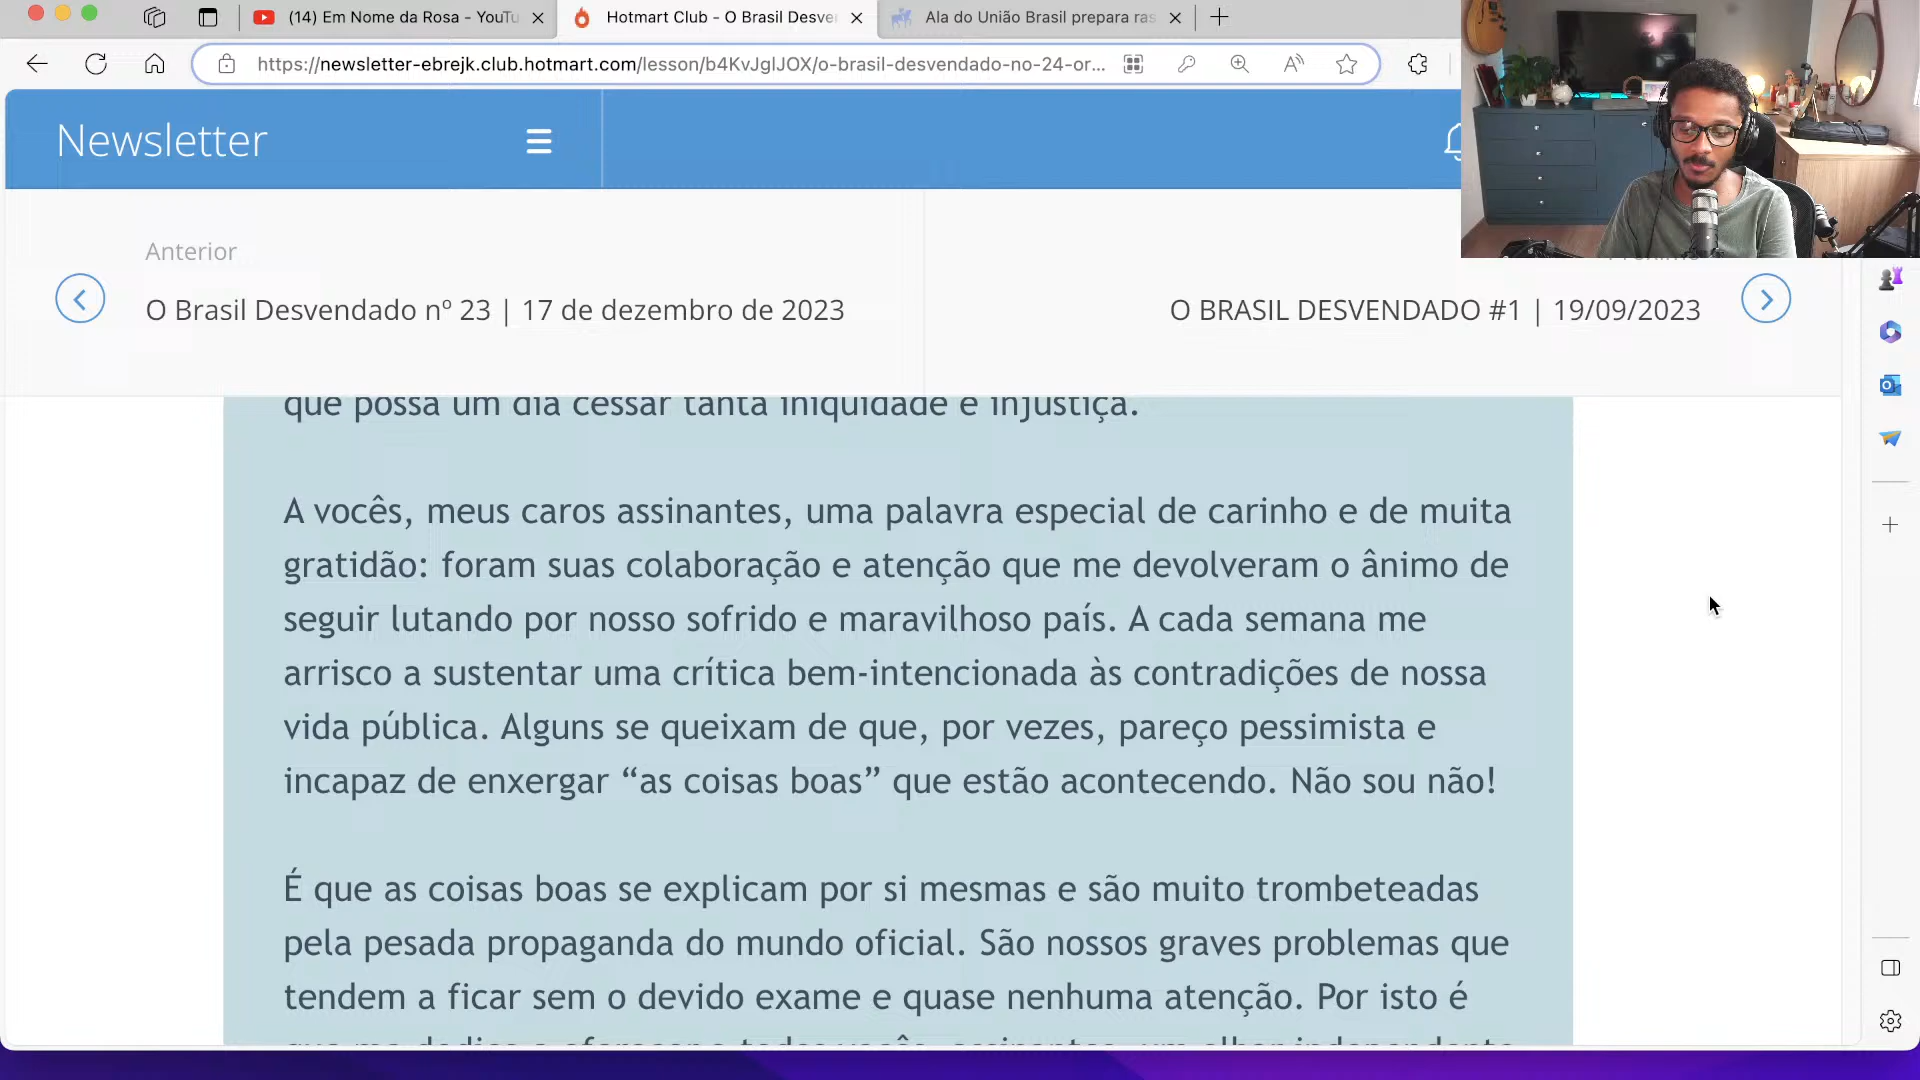 (14) Em Nome da Rosa - YouTu
Hotmart Club - O Brasil Desve
Ala do União Brasil prepara ras
https://newsletter-ebrejk.club.hotmart.com/lesson/b4KvJglJOX/o-brasil-desvendado-no-24-or...
Newsletter
Anterior
O Brasil Desvendado nº 23 | 17 de dezembro de 2023
O BRASIL DESVENDADO #1 | 19/09/2023
que possa um dia cessar tanta iniquidade e injustiça.
A vocês, meus caros assinantes, uma palavra especial de carinho e de muita
gratidão: foram suas colaboração e atenção que me devolveram o ânimo de
seguir lutando por nosso sofrido e maravilhoso país. A cada semana me
arrisco a sustentar uma crítica bem-intencionada às contradições de nossa
vida pública. Alguns se queixam de que, por vezes, pareço pessimista e
incapaz de enxergar “as coisas boas” que estão acontecendo. Não sou não!
É que as coisas boas se explicam por si mesmas e são muito trombeteadas
pela pesada propaganda do mundo oficial. São nossos graves problemas que
tendem a ficar sem o devido exame e quase nenhuma atenção. Por isto é